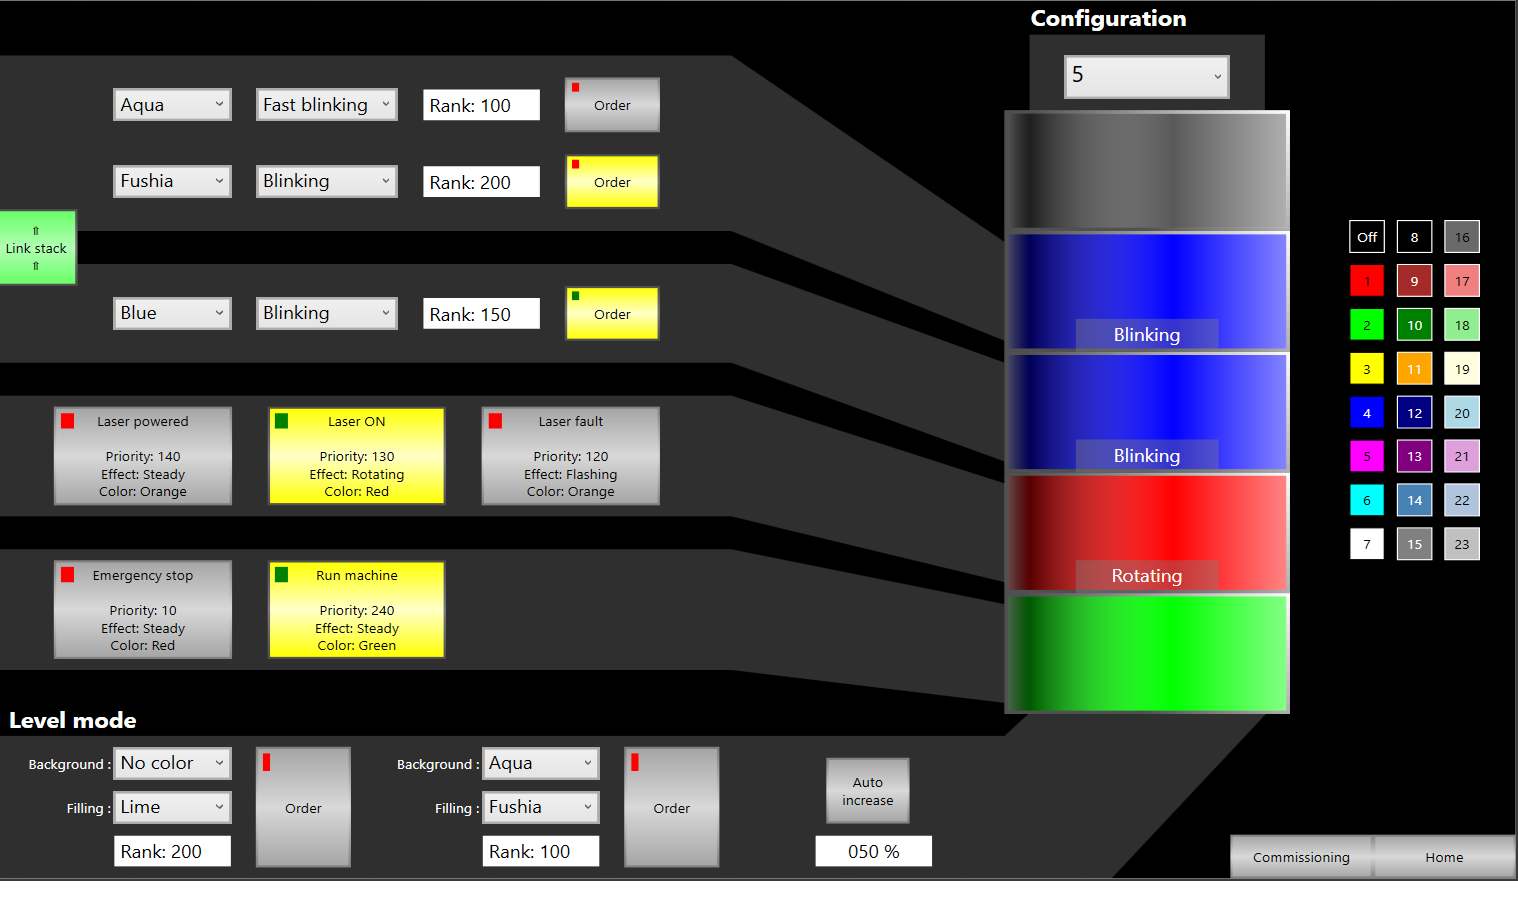 Configuration
5
Aqua
Fast blinking
Rank: 100
Order
Fushia
Blinking
Rank: 200
Order
⇑
Link stack
⇑
Blue
Blinking
Rank: 150
Order
Laser powered
Priority: 140
Effect: Steady
Color: Orange
Laser ON
Priority: 130
Effect: Rotating
Color: Red
Laser fault
Priority: 120
Effect: Flashing
Color: Orange
Emergency stop
Priority: 10
Effect: Steady
Color: Red
Run machine
Priority: 240
Effect: Steady
Color: Green
Blinking
Blinking
Rotating
Off 8 16
1 9 17
2 10 18
3 11 19
4 12 20
5 13 21
6 14 22
7 15 23
Level mode
Background : No color
Filling : Lime
Rank: 200
Order
Background : Aqua
Filling : Fushia
Rank: 100
Order
Auto
increase
050 %
Commissioning
Home